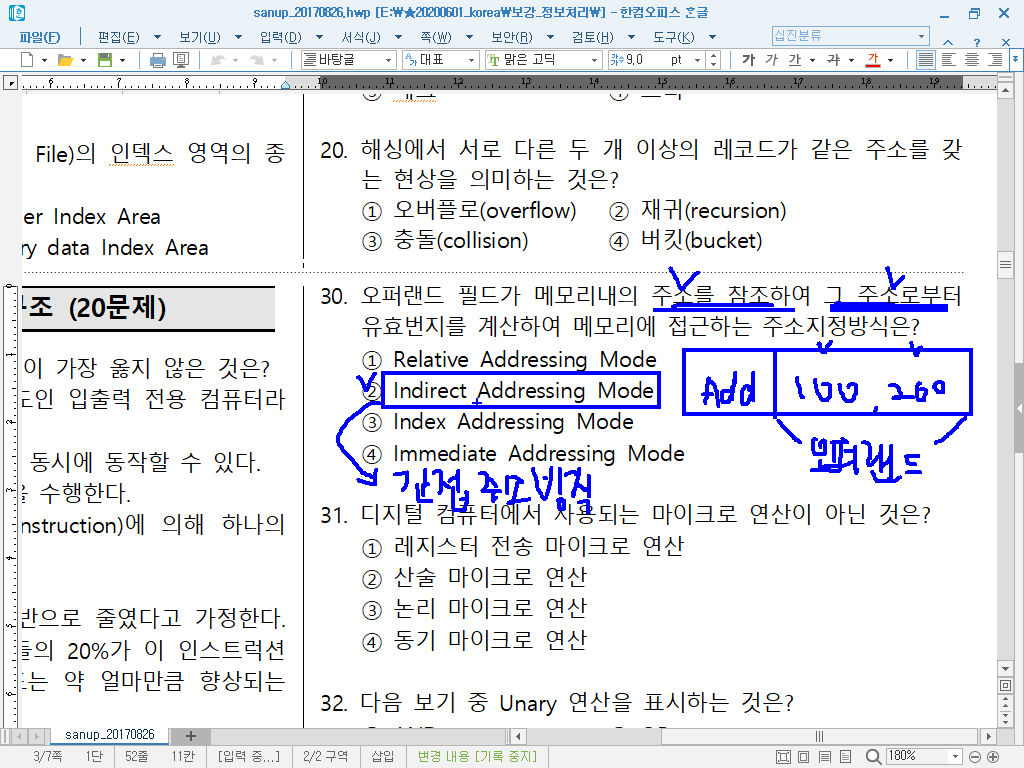 sanup_20170826.hwp [E:\★20200601_korea\보강_정보처리\] - 한컴오피스 한글
파일(F) 편집(E) 보기(U) 입력(D) 서식(J) 쪽(W) 보안(R) 검토(H) 도구(K) 십진분류
바탕글 대표 맑은 고딕 9,0 pt 가 가 가 가 가
6 7 8 9 10 11 12 13 14 15 16 17 18 19
File)의 인덱스 영역의 종
er Index Area
ry data Index Area
구조 (20문제)
이 가장 옳지 않은 것은?
도인 입출력 전용 컴퓨터라
동시에 동작할 수 있다.
을 수행한다.
nstruction)에 의해 하나의
반으로 줄였다고 가정한다.
들의 20%가 이 인스트럭션
는 약 얼마만큼 향상되는
20. 해싱에서 서로 다른 두 개 이상의 레코드가 같은 주소를 갖
는 현상을 의미하는 것은?
① 오버플로(overflow) ② 재귀(recursion)
③ 충돌(collision) ④ 버킷(bucket)
30. 오퍼랜드 필드가 메모리내의 주소를 참조하여 그 주소로부터
유효번지를 계산하여 메모리에 접근하는 주소지정방식은?
① Relative Addressing Mode
② Indirect Addressing Mode
③ Index Addressing Mode
④ Immediate Addressing Mode
Add 100, 200
오퍼랜드
간접주소방식
31. 디지털 컴퓨터에서 사용되는 마이크로 연산이 아닌 것은?
① 레지스터 전송 마이크로 연산
② 산술 마이크로 연산
③ 논리 마이크로 연산
④ 동기 마이크로 연산
32. 다음 보기 중 Unary 연산을 표시하는 것은?
sanup_20170826
3/7쪽 1단 52줄 11칸 [입력 중...] 2/2 구역 삽입 변경 내용 [기록 중지] 180%